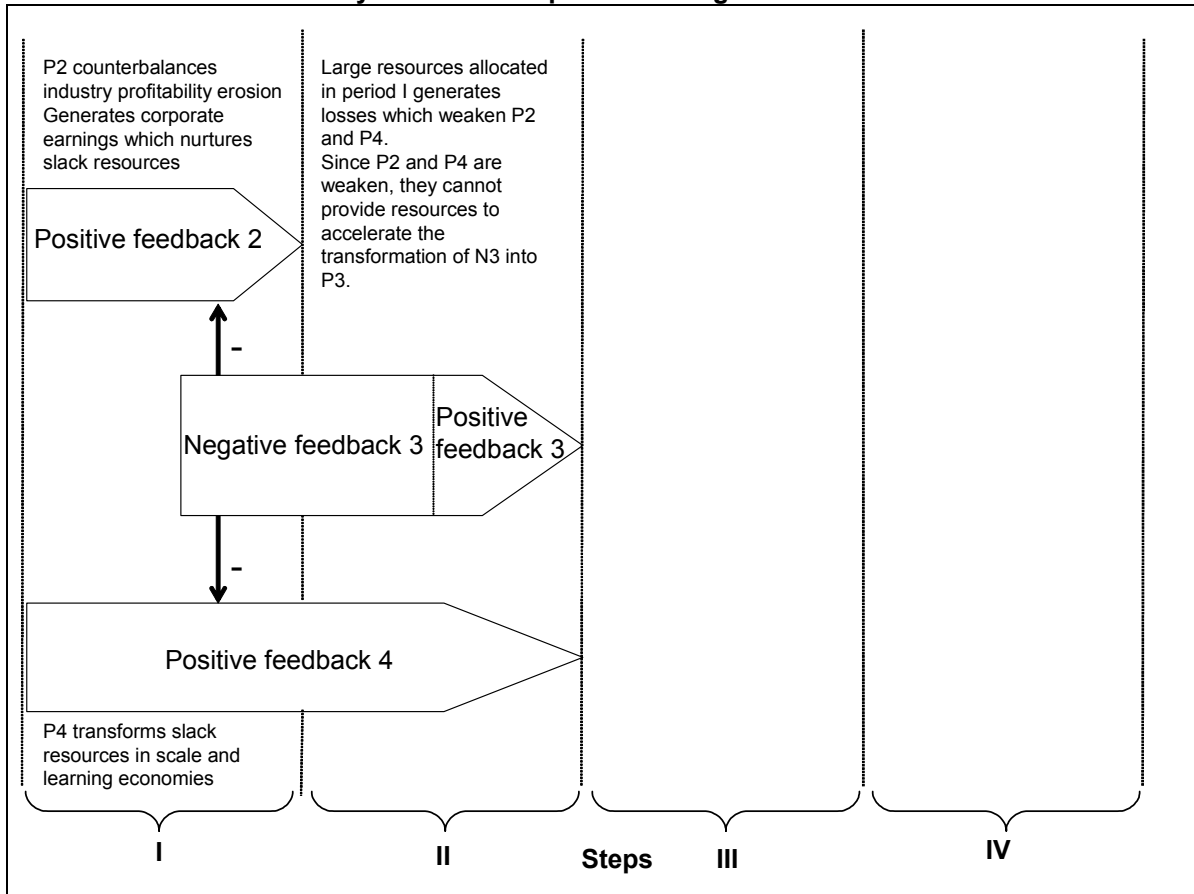 P2 counterbalances
industry profitability erosion
Generates corporate
earnings which nurtures
slack resources
Large resources allocated
in period I generates
losses which weaken P2
and P4.
Since P2 and P4 are
weaken, they cannot
provide resources to
accelerate the
transformation of N3 into
P3.
Positive feedback 2
-
Negative feedback 3
Positive
feedback 3
-
Positive feedback 4
P4 transforms slack
resources in scale and
learning economies
I
II
Steps
III
IV